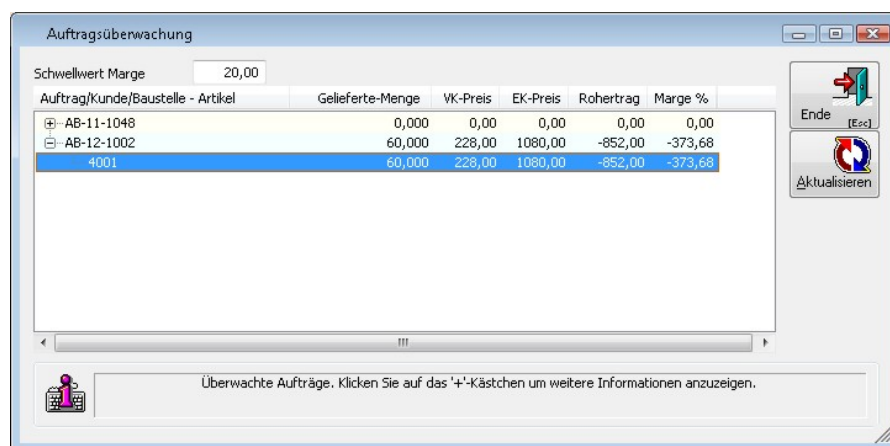 Auftragsüberwachung
Schwellwert Marge 20,00
Auftrag/Kunde/Baustelle - Artikel Gelieferte-Menge VK-Preis EK-Preis Rohertrag Marge %
AB-11-1048 0,000 0,00 0,00 0,00 0,00
AB-12-1002 60,000 228,00 1080,00 -852,00 -373,68
4001 60,000 228,00 1080,00 -852,00 -373,68
Ende [Esc]
Aktualisieren
Überwachte Aufträge. Klicken Sie auf das '+'-Kästchen um weitere Informationen anzuzeigen.